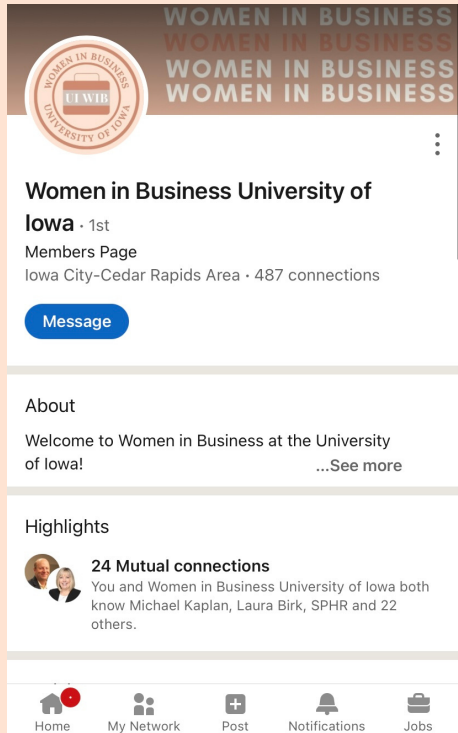 WOMEN IN BUSINESS
WOMEN IN BUSINESS
WOMEN IN BUSINESS
WOMEN IN BUSINESS
WOMEN IN BUSINESS
UI WIB
UNIVERSITY OF IOWA
Women in Business University of
Iowa · 1st
Members Page
Iowa City-Cedar Rapids Area · 487 connections
Message
About
Welcome to Women in Business at the University
of Iowa!
...See more
Highlights
24 Mutual connections
You and Women in Business University of Iowa both
know Michael Kaplan, Laura Birk, SPHR and 22
others.
Home
My Network
Post
Notifications
Jobs